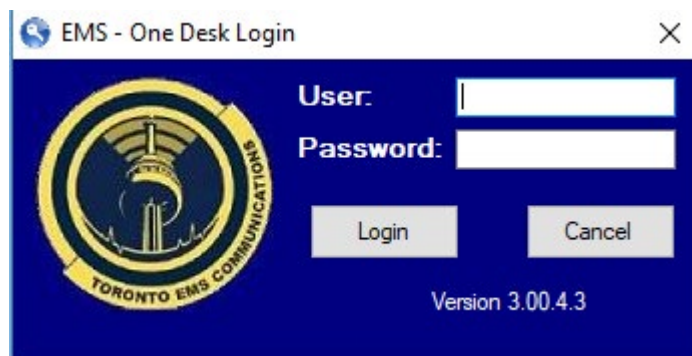 EMS - One Desk Login
User:
Password:
TORONTO EMS COMMUNICATIONS
Login
Cancel
Version 3.00.4.3